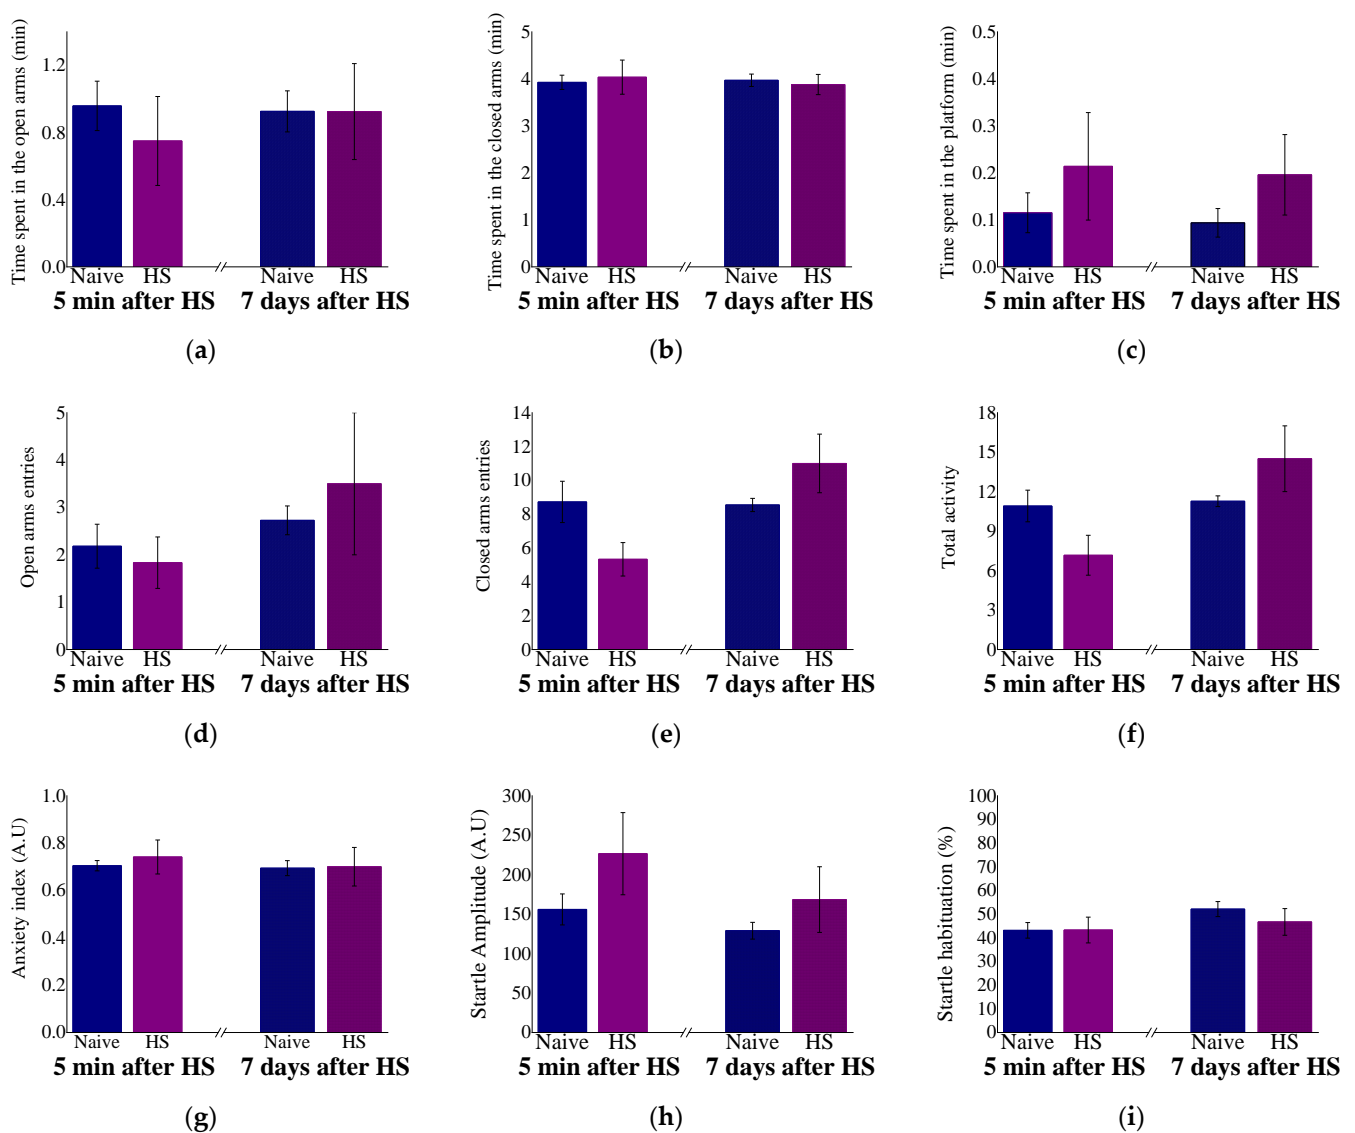 Time spent in the open arms (min)
1.2
0.8
0.4
0.0
Naive HS Naive HS
5 min after HS 7 days after HS
(a)
Time spent in the closed arms (min)
5
4
3
2
1
0
Naive HS Naive HS
5 min after HS 7 days after HS
(b)
Time spent in the platform (min)
0.5
0.4
0.3
0.2
0.1
0.0
Naive HS Naive HS
5 min after HS 7 days after HS
(c)
Open arms entries
5
4
3
2
1
0
Naive HS Naive HS
5 min after HS 7 days after HS
(d)
Closed arms entries
14
12
10
8
6
4
2
0
Naive HS Naive HS
5 min after HS 7 days after HS
(e)
Total activity
18
15
12
9
6
3
0
Naive HS Naive HS
5 min after HS 7 days after HS
(f)
Anxiety index (A.U)
1.0
0.8
0.6
0.4
0.2
0.0
Naive HS Naive HS
5 min after HS 7 days after HS
(g)
Startle Amplitude (A.U)
300
250
200
150
100
50
0
Naive HS Naive HS
5 min after HS 7 days after HS
(h)
Startle habituation (%)
100
90
80
70
60
50
40
30
20
10
0
Naive HS Naive HS
5 min after HS 7 days after HS
(i)